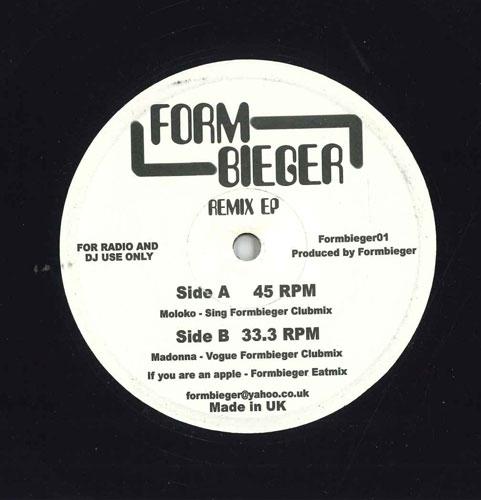 FORM
BIEGER
REMIX EP
FOR RADIO AND
DJ USE ONLY
Formbieger01
Produced by Formbieger
Side A 45 RPM
Moloko - Sing Formbieger Clubmix
Side B 33.3 RPM
Madonna - Vogue Formbieger Clubmix
If you are an apple - Formbieger Eatmix
formbieger@yahoo.co.uk
Made in UK